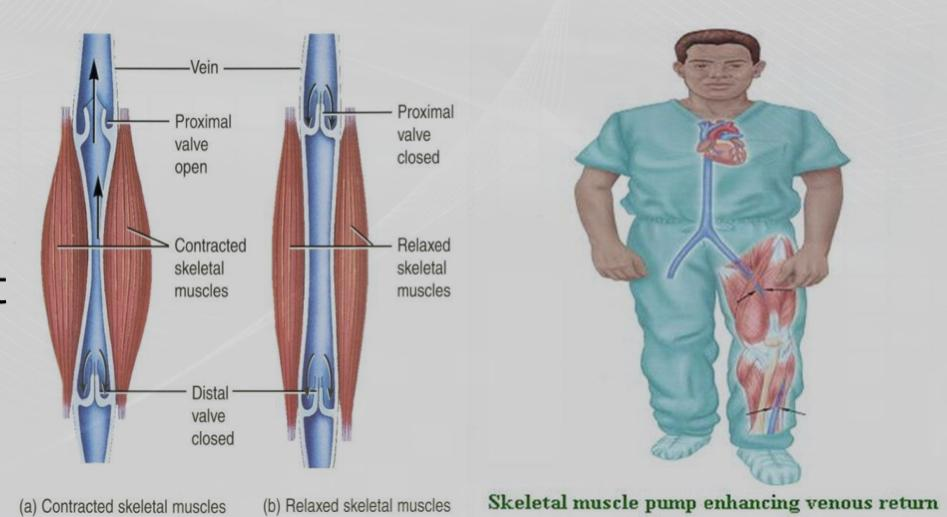 Vein
Proximal
valve
open
Proximal
valve
closed
Contracted
skeletal
muscles
Relaxed
skeletal
muscles
Distal
valve
closed
(a) Contracted skeletal muscles
(b) Relaxed skeletal muscles
Skeletal muscle pump enhancing venous return